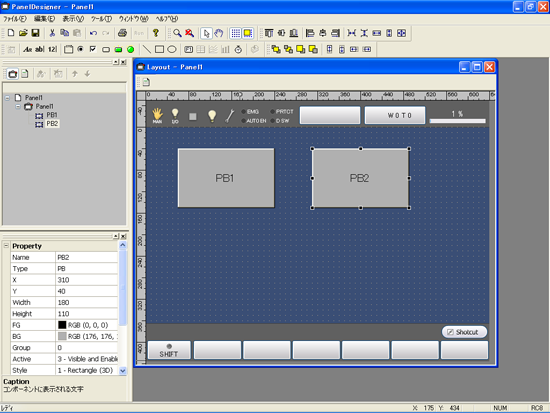 PanelDesigner - Panel1
ファイル(F) 編集(E) 表示(V) ツール(T) ウィンドウ(W) ヘルプ(H)
Aa ab| 12|
Panel1
Panel1
PB1
PB2
Layout - Panel1
0 40 80 120 160 200 240 280 320 360 400 440 480 520 560 600 640
MAN
I/O
EMG
AUTO EN
PRTCT
D SW
W0T0
1 %
PB1
PB2
Shotcut
SHIFT
Property
Name PB2
Type PB
X 310
Y 40
Width 180
Height 110
FG RGB (0, 0, 0)
BG RGB (176, 176, 
Group 0
Active 3 - Visible and Enable
Style 1 - Rectangle (3D)
Caption
コンポーネントに表示される文字
レディ
X: 175 Y: 434 NUM RC8